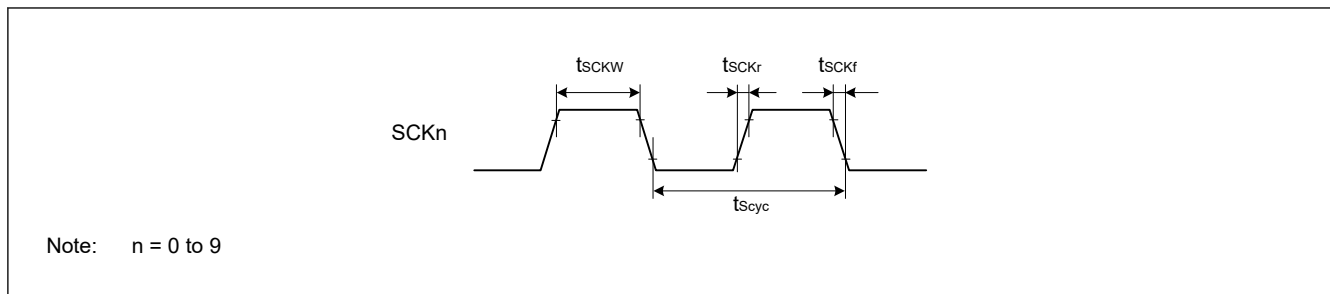 tSCKW tSCKr tSCKf
SCKn
tScyc
Note: n = 0 to 9